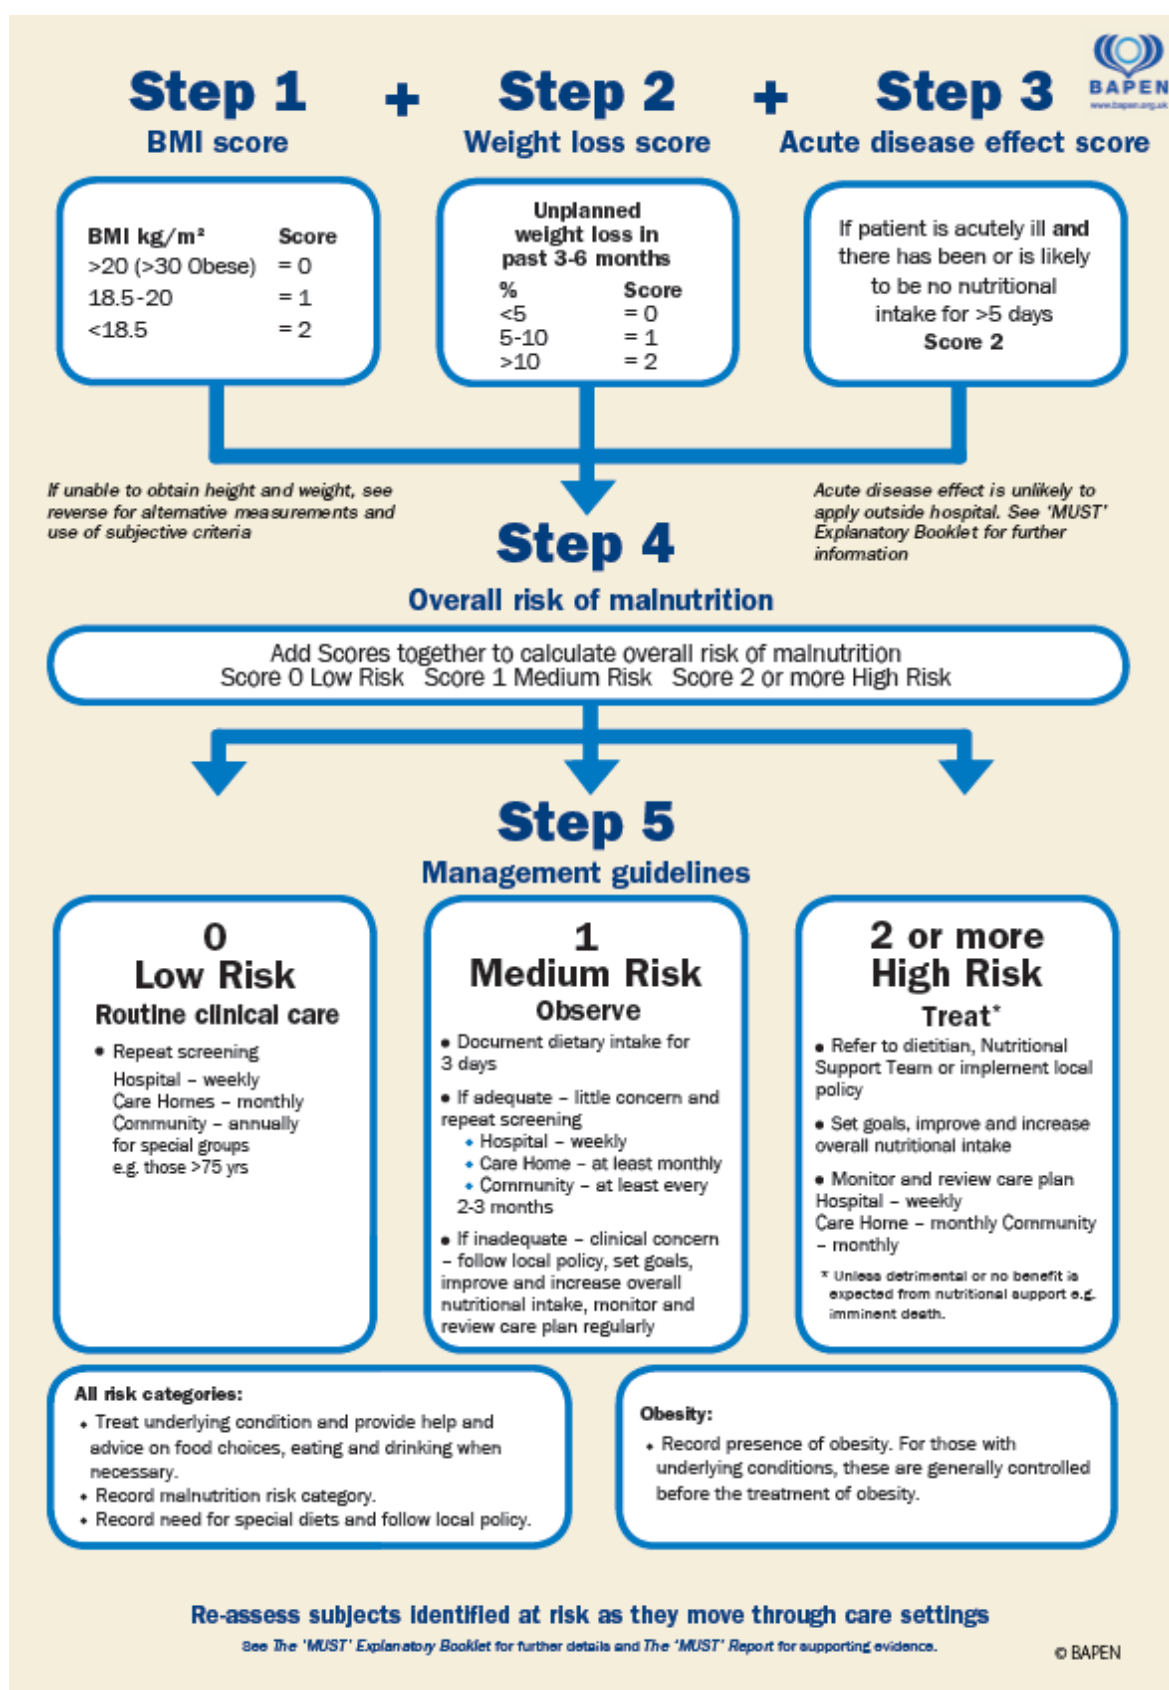 BAPEN
www.bapen.org.uk
Step 1 + Step 2 + Step 3
BMI score
Weight loss score
Acute disease effect score
BMI kg/m² Score
>20 (>30 Obese) = 0
18.5-20 = 1
<18.5 = 2
Unplanned
weight loss in
past 3-6 months
% Score
<5 = 0
5-10 = 1
>10 = 2
If patient is acutely ill and
there has been or is likely
to be no nutritional
intake for >5 days
Score 2
If unable to obtain height and weight, see
reverse for alternative measurements and
use of subjective criteria
Acute disease effect is unlikely to
apply outside hospital. See ‘MUST’
Explanatory Booklet for further
information
Step 4
Overall risk of malnutrition
Add Scores together to calculate overall risk of malnutrition
Score 0 Low Risk Score 1 Medium Risk Score 2 or more High Risk
Step 5
Management guidelines
0
Low Risk
Routine clinical care
• Repeat screening
Hospital – weekly
Care Homes – monthly
Community – annually
for special groups
e.g. those >75 yrs
1
Medium Risk
Observe
• Document dietary intake for
3 days
• If adequate – little concern and
repeat screening
• Hospital – weekly
• Care Home – at least monthly
• Community – at least every
2-3 months
• If inadequate – clinical concern
– follow local policy, set goals,
improve and increase overall
nutritional intake, monitor and
review care plan regularly
2 or more
High Risk
Treat*
• Refer to dietitian, Nutritional
Support Team or implement local
policy
• Set goals, improve and increase
overall nutritional intake
• Monitor and review care plan
Hospital – weekly
Care Home – monthly Community
– monthly
* Unless detrimental or no benefit is
expected from nutritional support e.g.
imminent death.
All risk categories:
• Treat underlying condition and provide help and
advice on food choices, eating and drinking when
necessary.
• Record malnutrition risk category.
• Record need for special diets and follow local policy.
Obesity:
• Record presence of obesity. For those with
underlying conditions, these are generally controlled
before the treatment of obesity.
Re-assess subjects identified at risk as they move through care settings
See The ‘MUST’ Explanatory Booklet for further details and The ‘MUST’ Report for supporting evidence.
© BAPEN